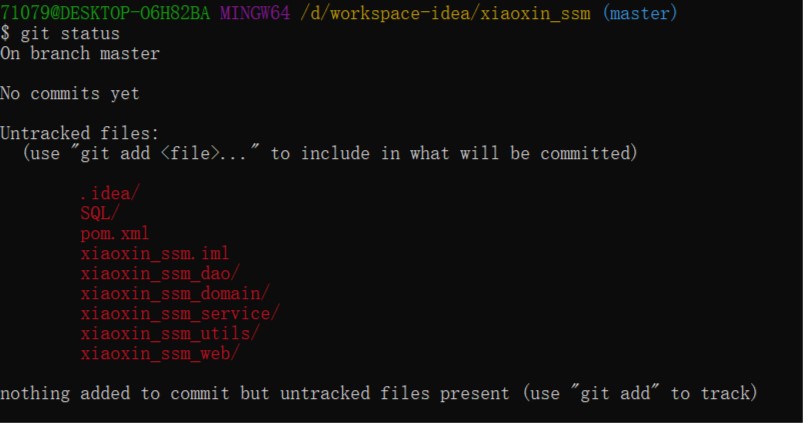 71079@DESKTOP-O6H82BA MINGW64 /d/workspace-idea/xiaoxin_ssm (master)
$ git status
On branch master
No commits yet
Untracked files:
(use "git add <file>..." to include in what will be committed)
.idea/
SQL/
pom.xml
xiaoxin_ssm.iml
xiaoxin_ssm_dao/
xiaoxin_ssm_domain/
xiaoxin_ssm_service/
xiaoxin_ssm_utils/
xiaoxin_ssm_web/
nothing added to commit but untracked files present (use "git add" to track)